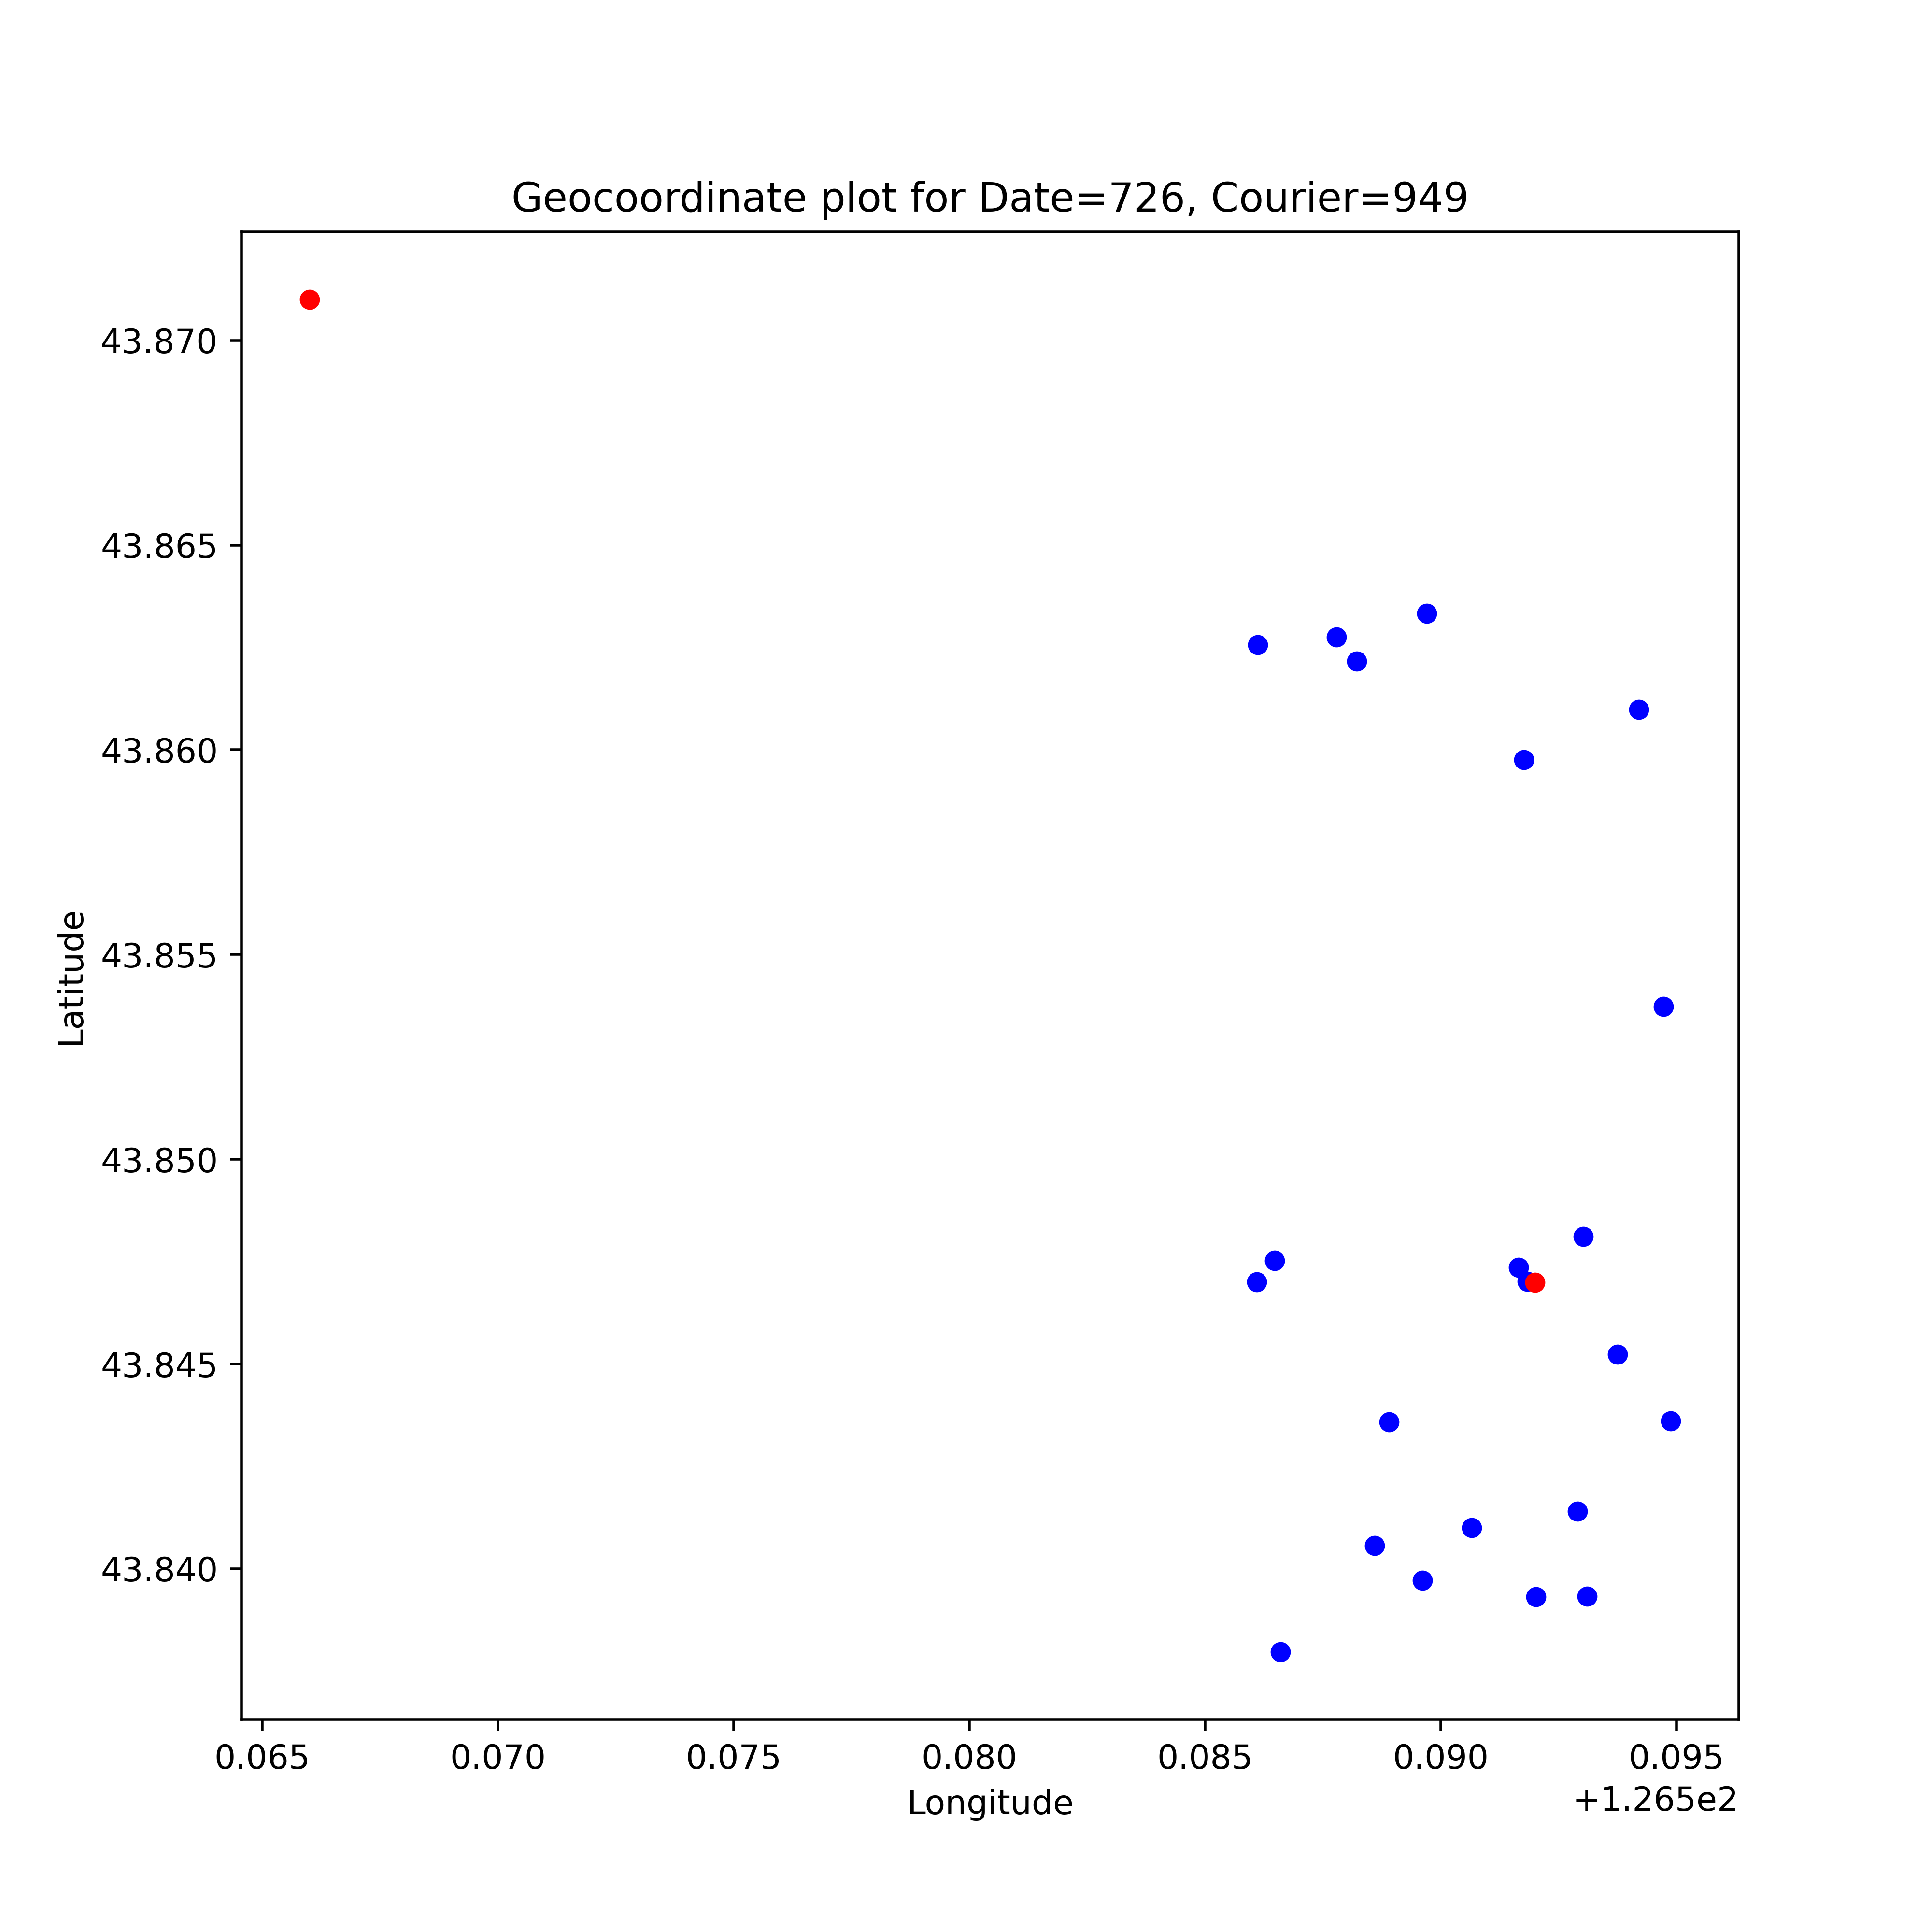 Geocoordinate plot for Date=726, Courier=949
43.870
43.865
43.860
43.855
43.850
43.845
43.840
Latitude
0.065 0.070 0.075 0.080 0.085 0.090 0.095
Longitude
+1.265e2